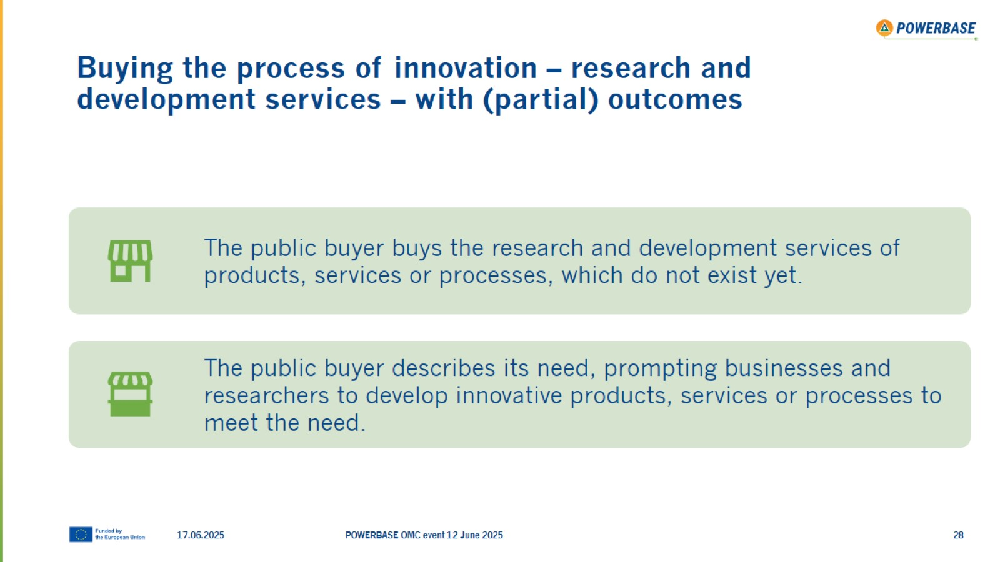 POWERBASE
Buying the process of innovation – research and
development services – with (partial) outcomes
The public buyer buys the research and development services of
products, services or processes, which do not exist yet.
The public buyer describes its need, prompting businesses and
researchers to develop innovative products, services or processes to
meet the need.
Funded by
the European Union
17.06.2025
POWERBASE OMC event 12 June 2025
28